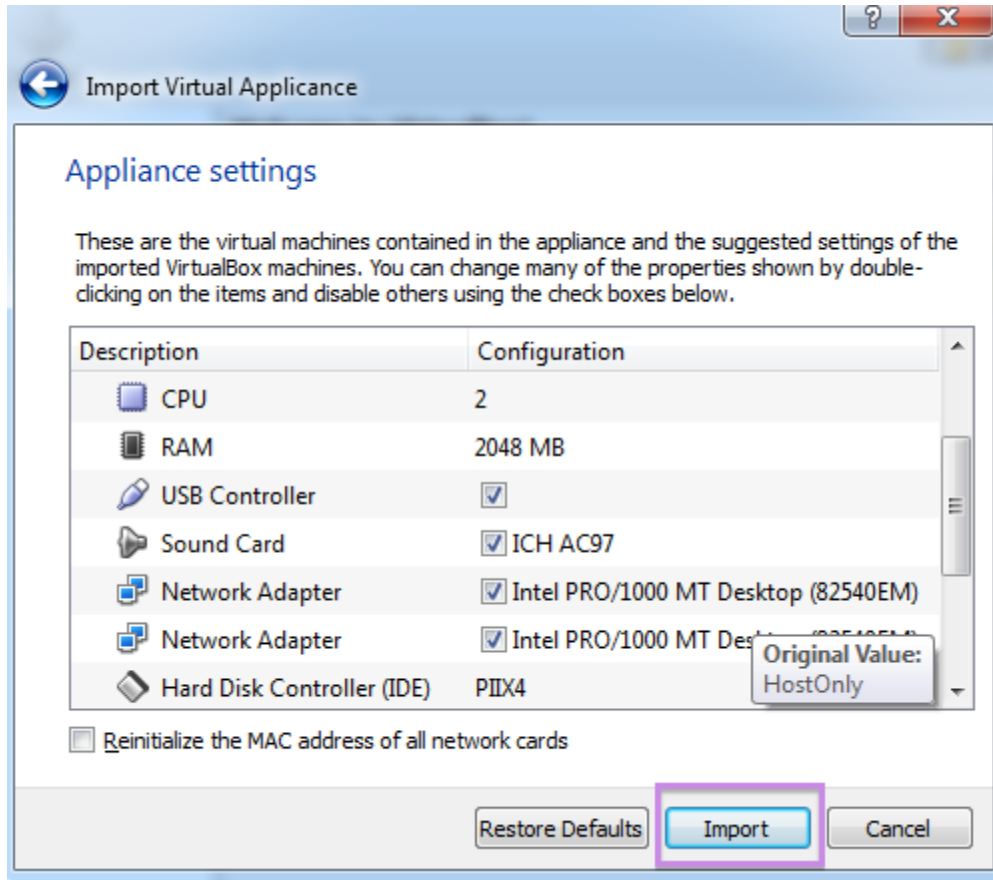 Import Virtual Applicance
Appliance settings
These are the virtual machines contained in the appliance and the suggested settings of the
imported VirtualBox machines. You can change many of the properties shown by double-
clicking on the items and disable others using the check boxes below.
Description Configuration
CPU 2
RAM 2048 MB
USB Controller
Sound Card ICH AC97
Network Adapter Intel PRO/1000 MT Desktop (82540EM)
Network Adapter Intel PRO/1000 MT
Original Value:
HostOnly
Hard Disk Controller (IDE) PIIX4
Reinitialize the MAC address of all network cards
Restore Defaults Import Cancel